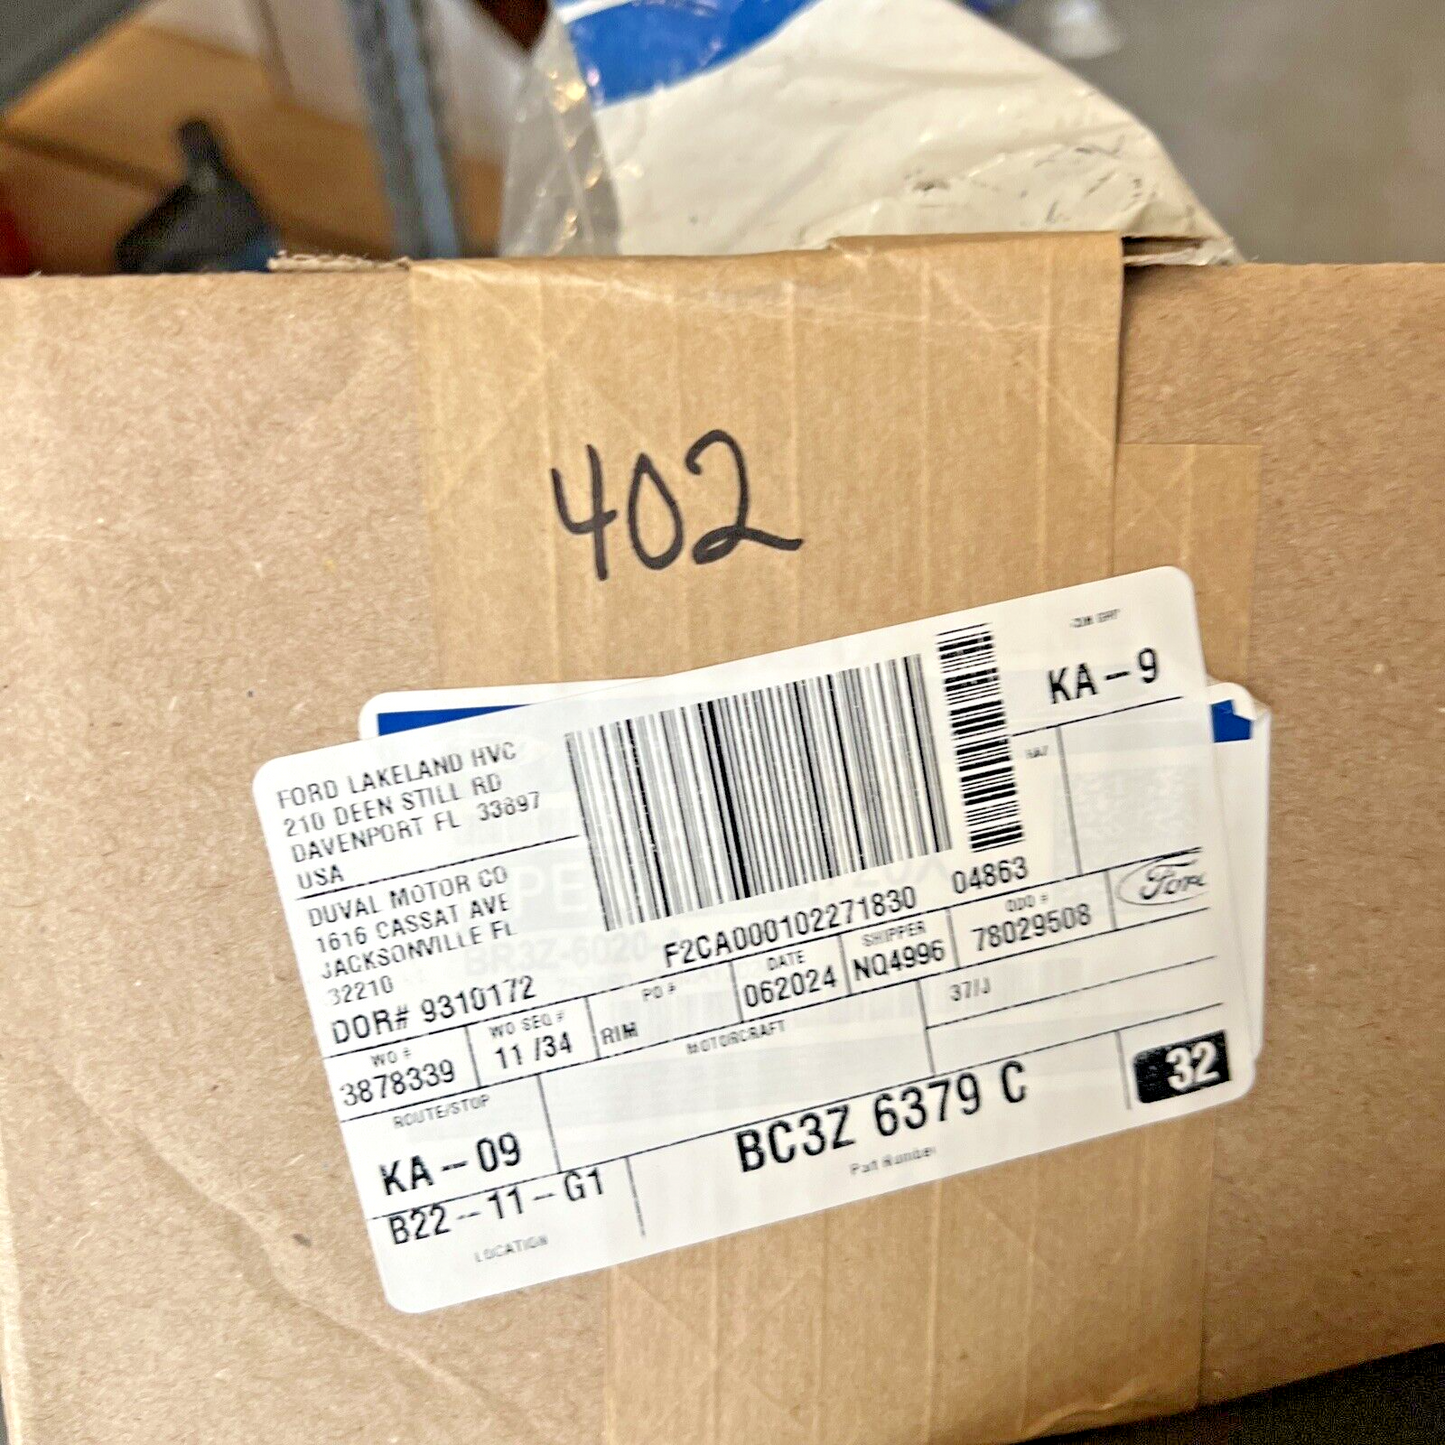 402
KA-9
FORD LAKELAND HVC
210 DEEN STILL RD
DAVENPORT FL 33897
USA
DUVAL MOTOR CO
1616 CASSAT AVE
JACKSONVILLE FL
32210
DOR# 9310172
F2CA000102271830 04863
WO #
3878339
WO SEQ #
11 /34
PO #
RIM
DATE
062024
SHIPPER
NQ4996
DDO #
78029508
Ford
MOTORCRAFT
37/J
ROUTE/STOP
KA-09
BC3Z 6379 C
Part Number
32
B22-11-G1
LOCATION
BR3Z-6020-A